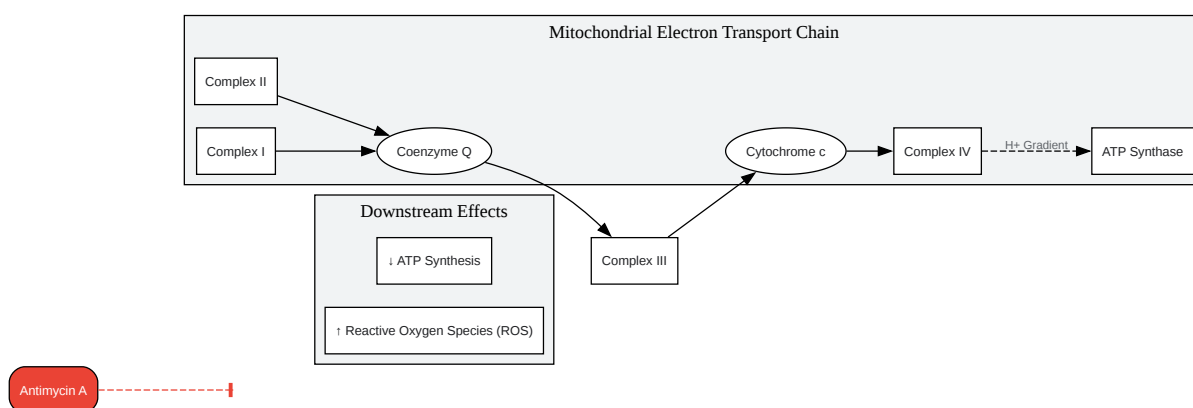 Mitochondrial Electron Transport Chain
Complex II
Complex I
Coenzyme Q
Cytochrome c
Complex IV
H+ Gradient
ATP Synthase
Downstream Effects
↓ ATP Synthesis
Complex III
↑ Reactive Oxygen Species (ROS)
Antimycin A